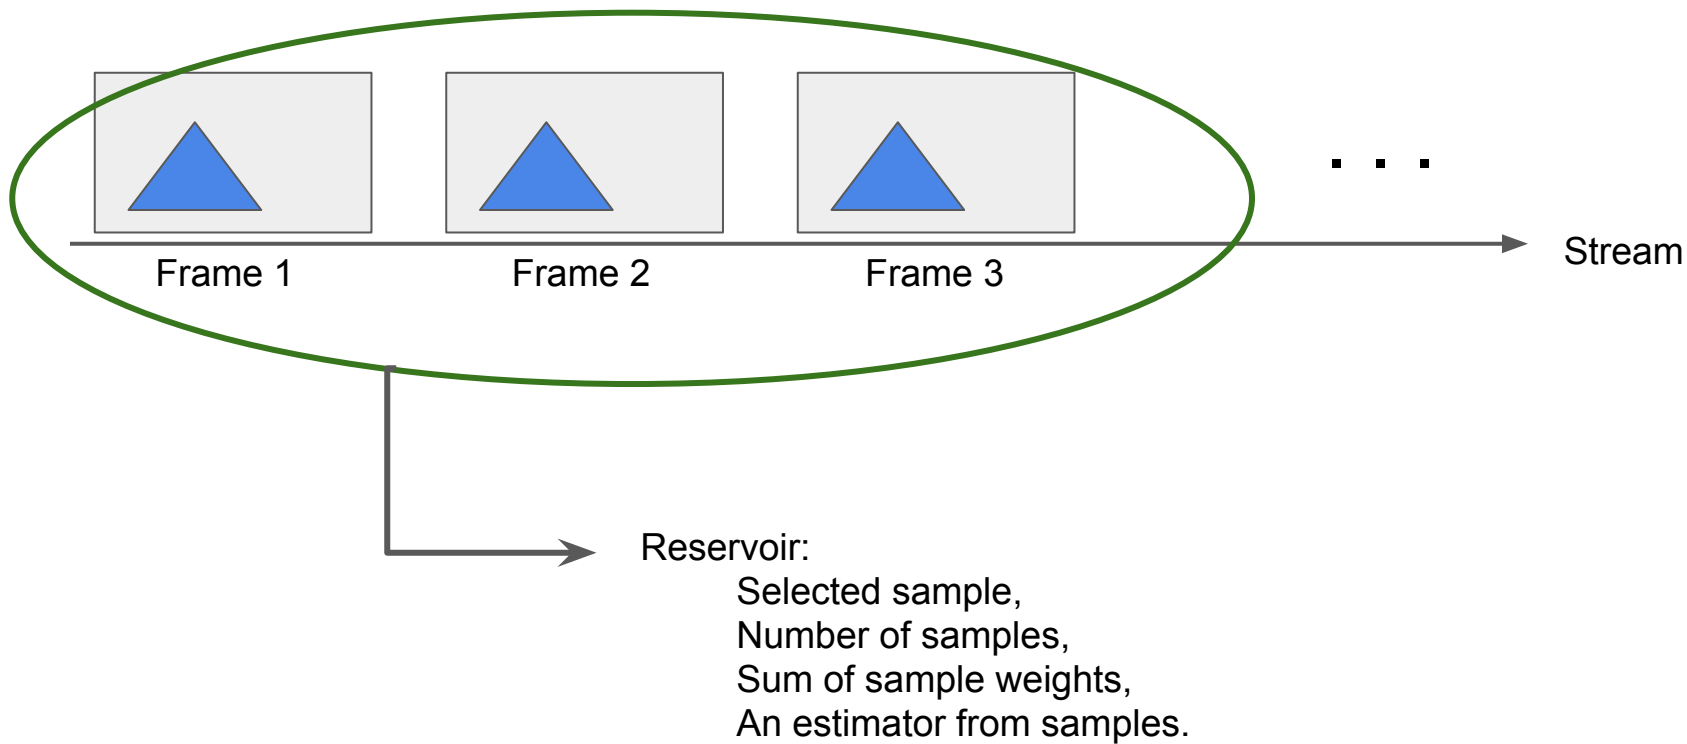 . . .
Stream
Frame 1
Frame 2
Frame 3
Reservoir:
Selected sample,
Number of samples,
Sum of sample weights,
An estimator from samples.